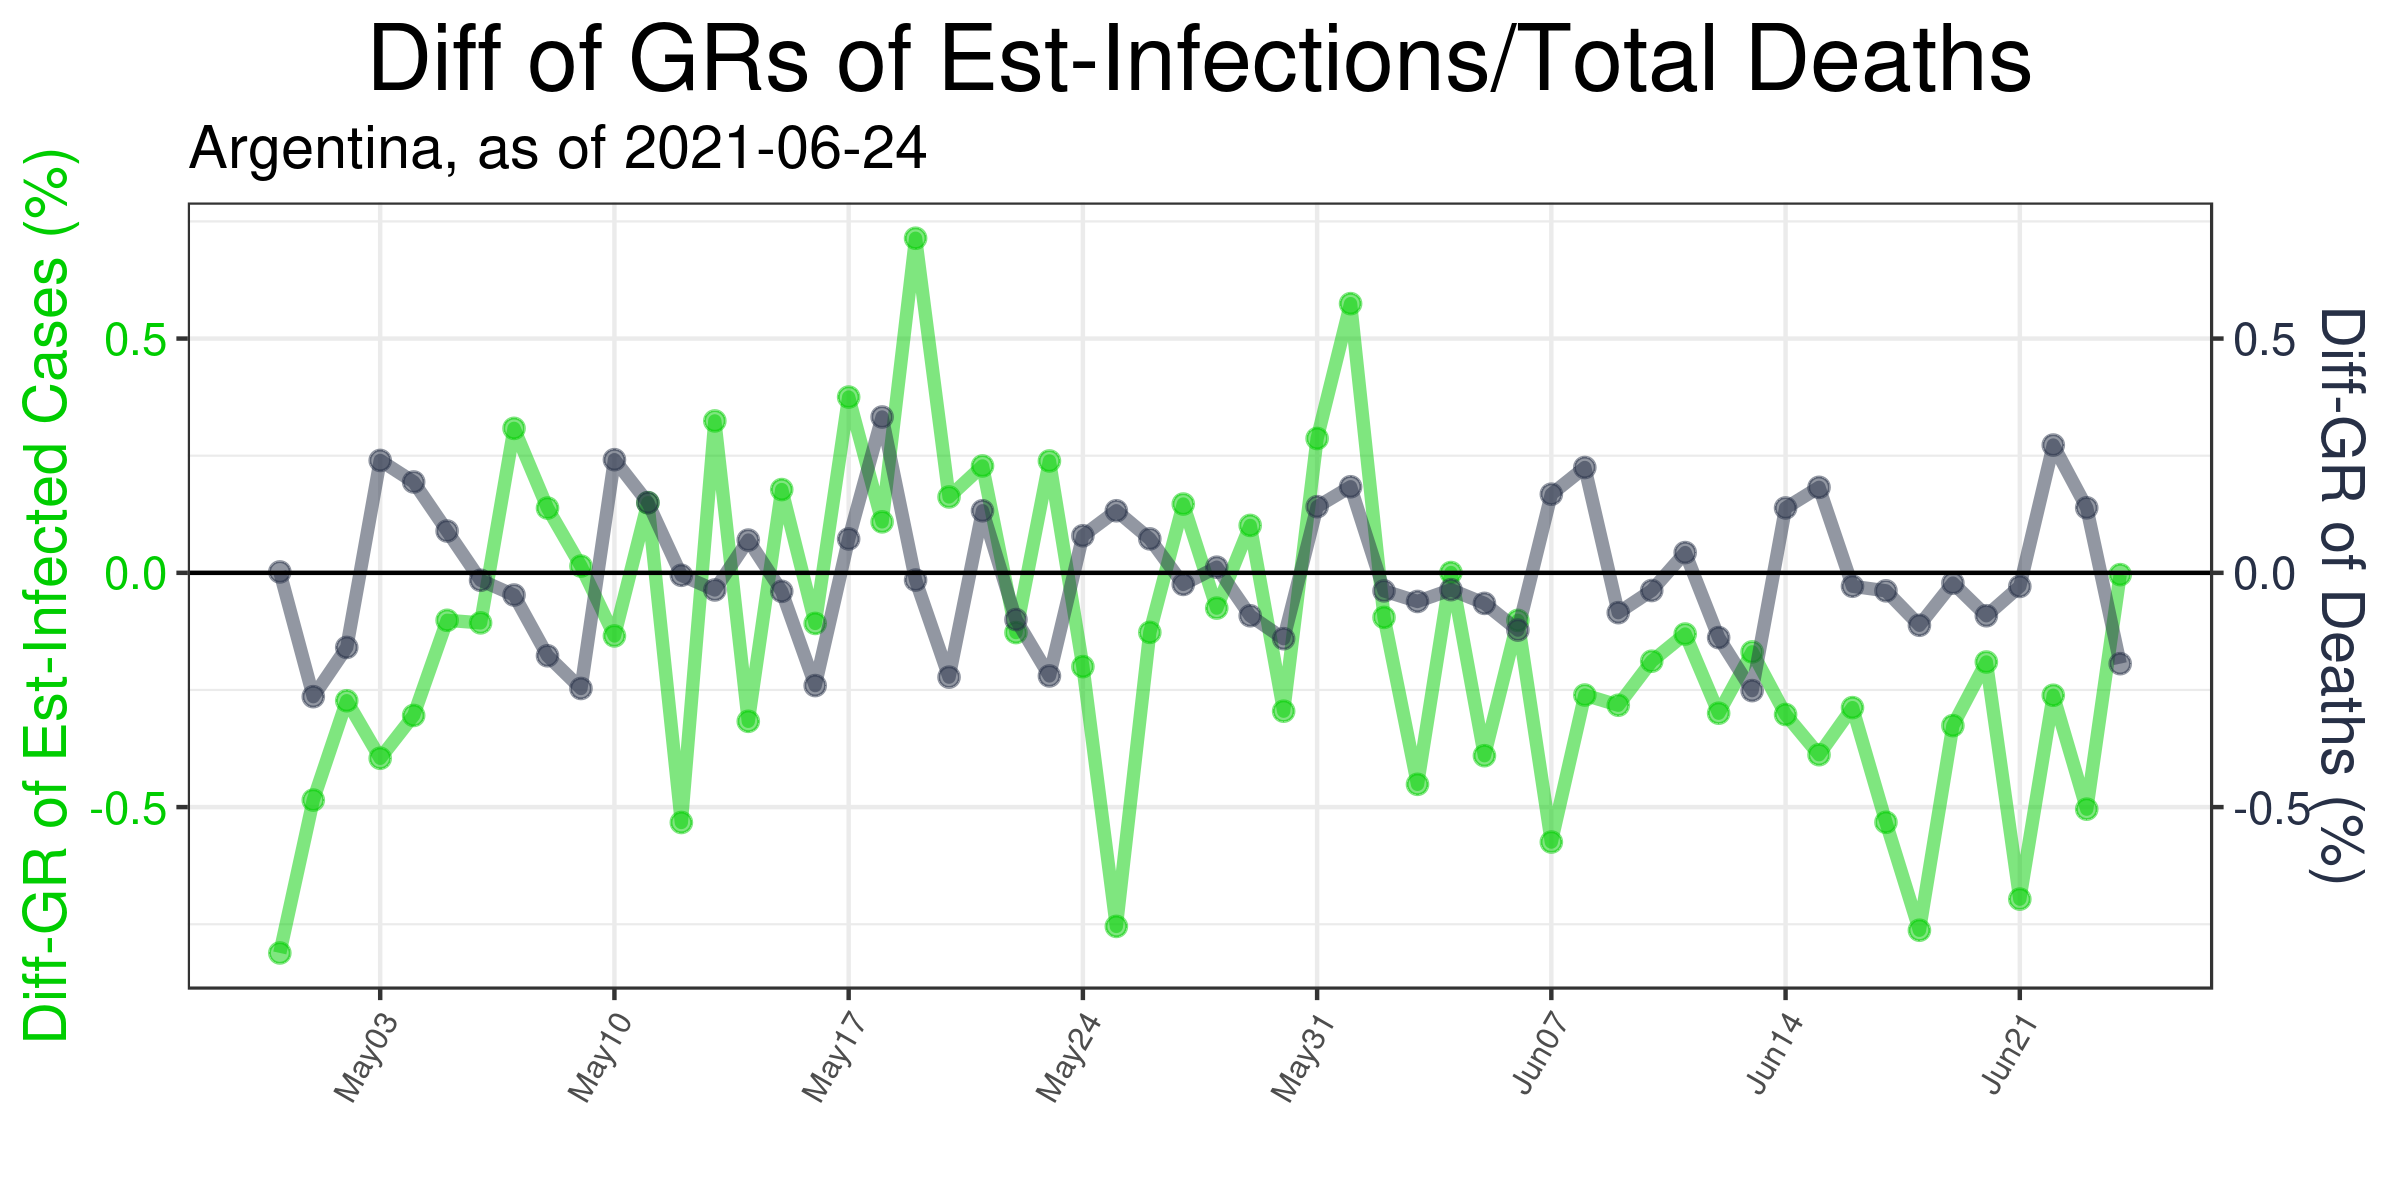 Diff of GRs of Est-Infections/Total Deaths
Argentina, as of 2021-06-24
Diff-GR of Est-Infected Cases (%)
0.5
0.0
-0.5
0.5
0.0
-0.5
Diff-GR of Deaths (%)
May03
May10
May17
May24
May31
Jun07
Jun14
Jun21